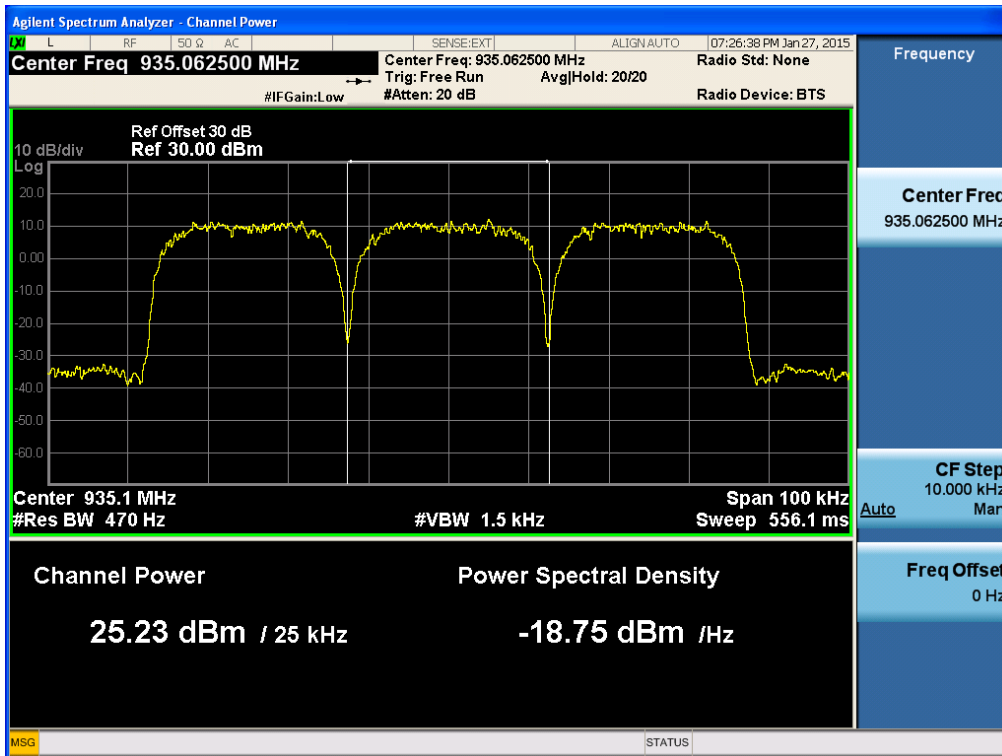 Agilent Spectrum Analyzer - Channel Power
LXI L RF 50 Ω AC SENSE:EXT ALIGN AUTO 07:26:38 PM Jan 27, 2015
Center Freq 935.062500 MHz
Center Freq: 935.062500 MHz
Radio Std: None
Trig: Free Run Avg|Hold: 20/20
#IFGain:Low
#Atten: 20 dB
Radio Device: BTS
Ref Offset 30 dB
10 dB/div Ref 30.00 dBm
Log
20.0
10.0
0.00
-10.0
-20.0
-30.0
-40.0
-50.0
-60.0
Center 935.1 MHz
Span 100 kHz
#Res BW 470 Hz
#VBW 1.5 kHz
Sweep 556.1 ms
Channel Power
Power Spectral Density
25.23 dBm / 25 kHz
-18.75 dBm /Hz
MSG
STATUS
Frequency
Center Freq
935.062500 MHz
CF Step
10.000 kHz
Auto Man
Freq Offset
0 Hz